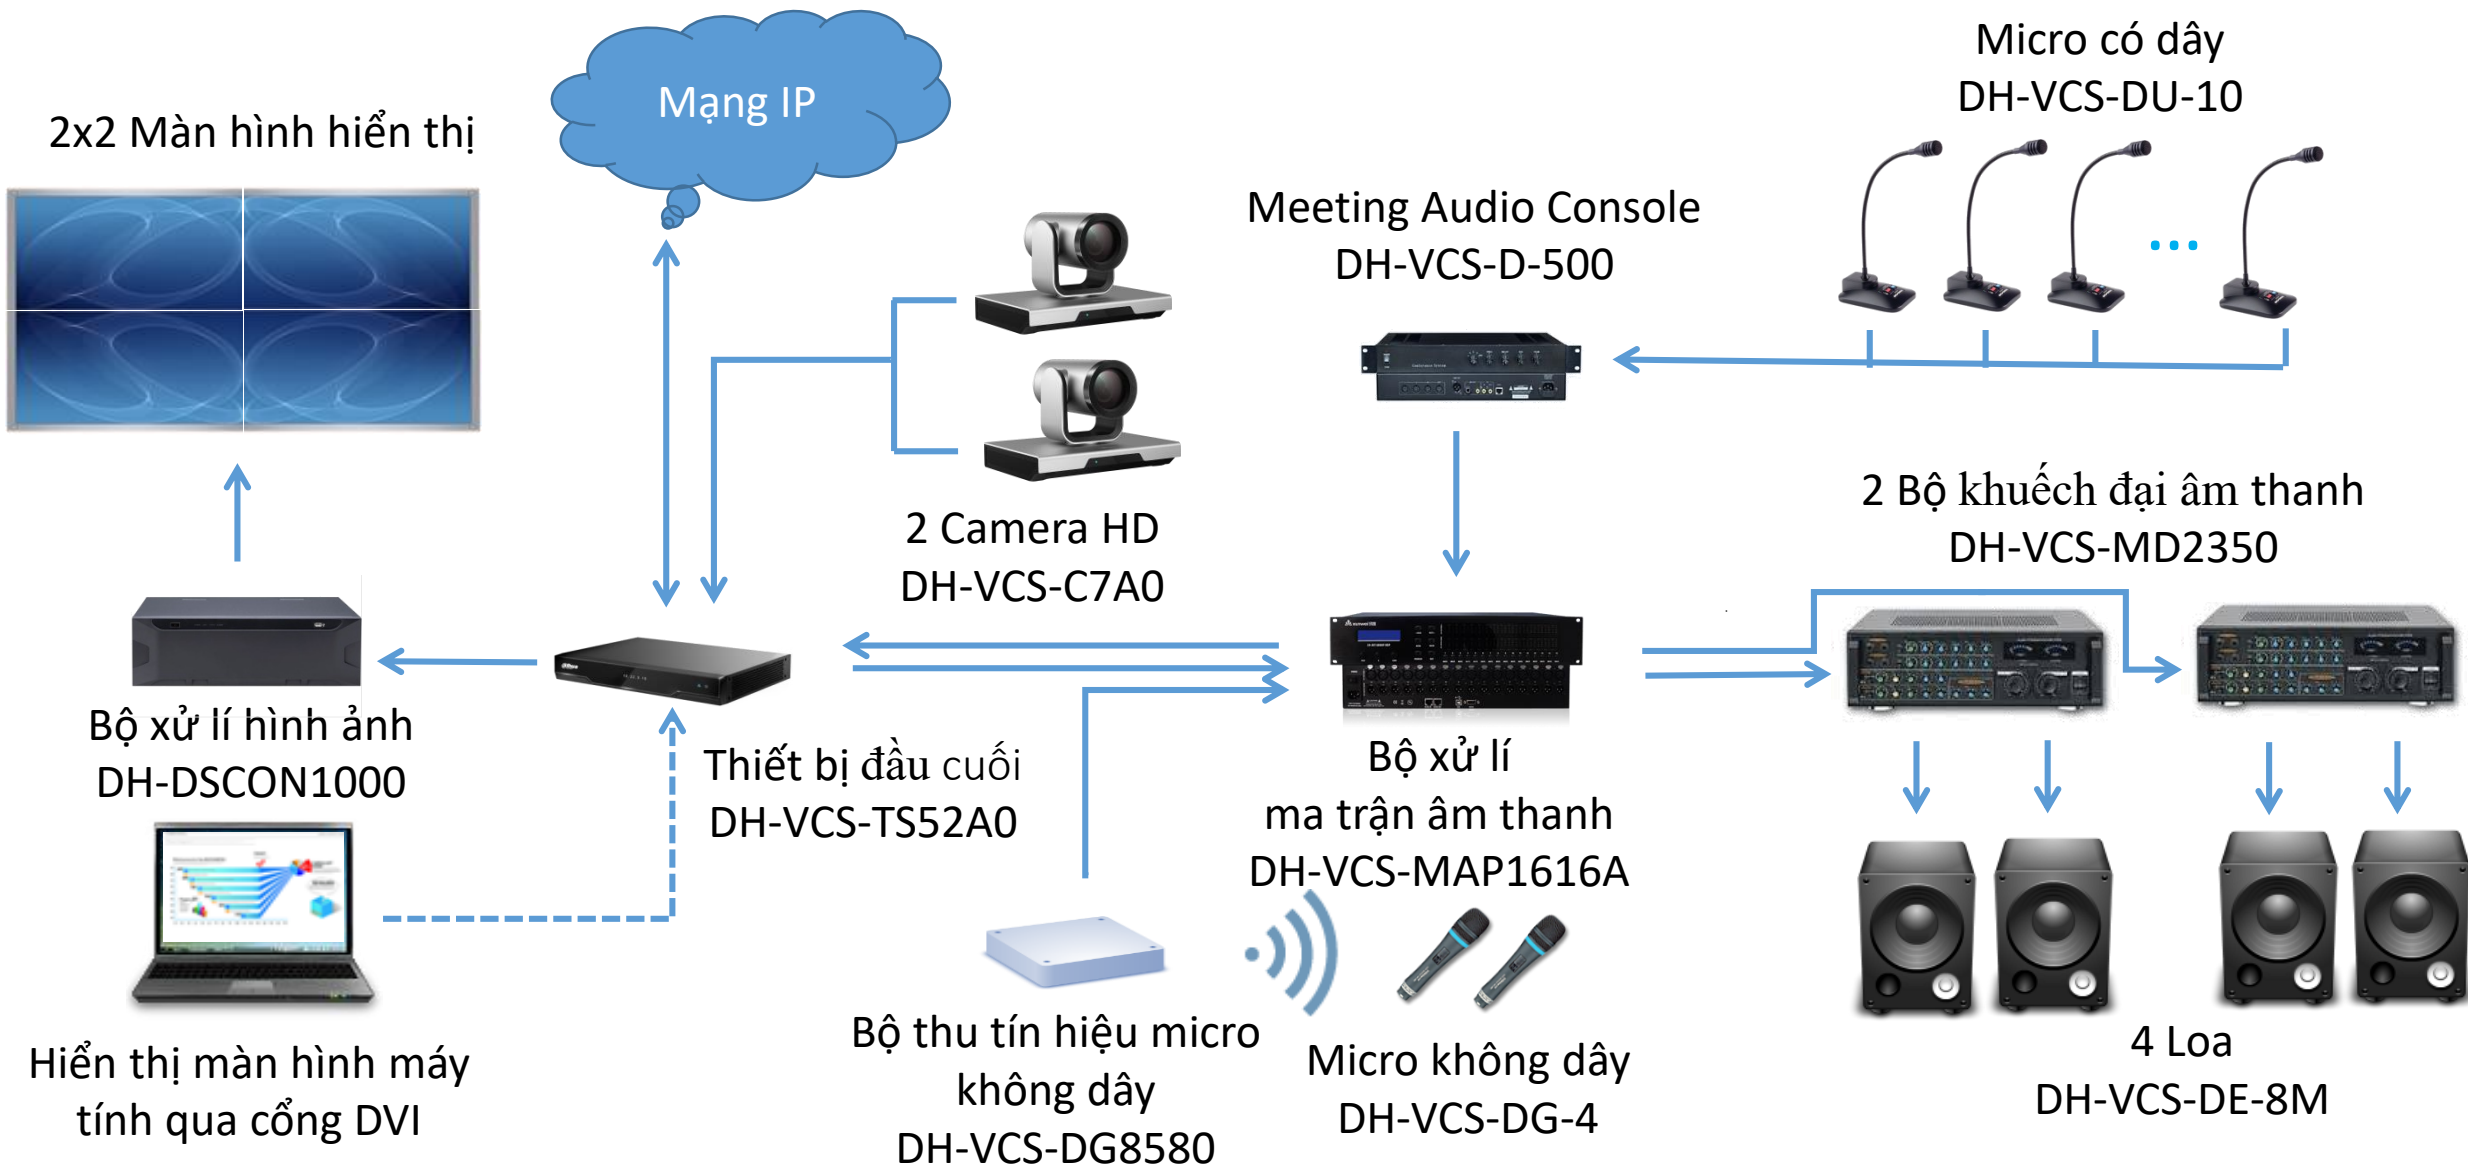 Micro có dây
DH-VCS-DU-10
Mạng IP
2x2 Màn hình hiển thị
Meeting Audio Console
DH-VCS-D-500
2 Camera HD
DH-VCS-C7A0
2 Bộ khuếch đại âm thanh
DH-VCS-MD2350
Bộ xử lí hình ảnh
DH-DSCON1000
Thiết bị đầu cuối
DH-VCS-TS52A0
Bộ xử lí
ma trận âm thanh
DH-VCS-MAP1616A
Hiển thị màn hình máy
tính qua cổng DVI
Bộ thu tín hiệu micro
không dây
DH-VCS-DG8580
Micro không dây
DH-VCS-DG-4
4 Loa
DH-VCS-DE-8M